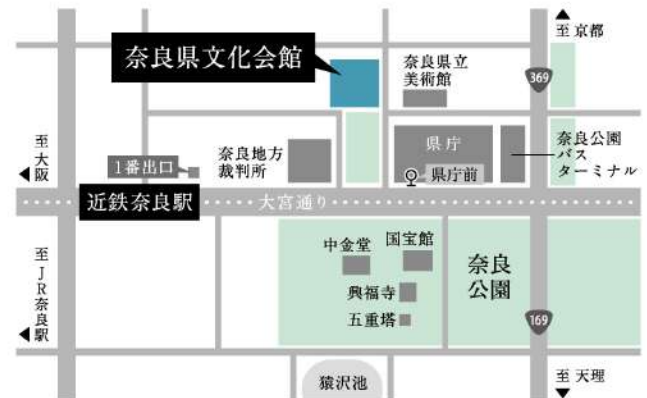 至京都
奈良県文化会館
奈良県立
美術館
369
至大阪
1番出口
奈良地方
裁判所
県庁
県庁前
奈良公園
バス
ターミナル
近鉄奈良駅
大宮通り
至JR奈良駅
中金堂
国宝館
興福寺
五重塔
奈良
公園
169
猿沢池
至天理